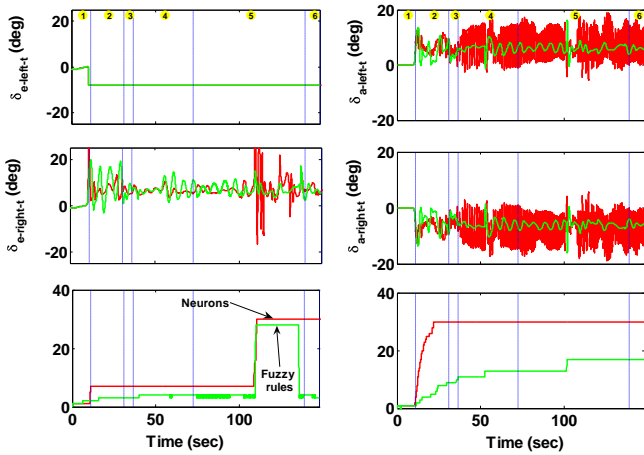 1 2 3 4 5 6
20
0
-20
δe-left-t (deg)
1 2 3 4 5 6
20
0
-20
δa-left-t (deg)
20
0
-20
δe-right-t (deg)
20
0
-20
δa-right-t (deg)
40
20
0
0 50 100
Neurons
Fuzzy
rules
Time (sec)
40
20
0
0 50 100
Time (sec)